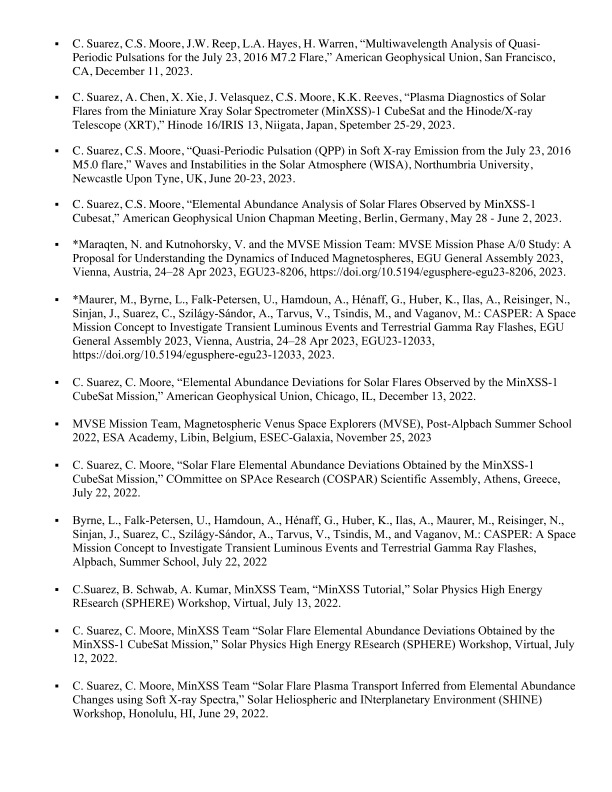 ▪ C. Suarez, C.S. Moore, J.W. Reep, L.A. Hayes, H. Warren, “Multiwavelength Analysis of Quasi-
Periodic Pulsations for the July 23, 2016 M7.2 Flare,” American Geophysical Union, San Francisco,
CA, December 11, 2023.
▪ C. Suarez, A. Chen, X. Xie, J. Velasquez, C.S. Moore, K.K. Reeves, “Plasma Diagnostics of Solar
Flares from the Miniature Xray Solar Spectrometer (MinXSS)-1 CubeSat and the Hinode/X-ray
Telescope (XRT),” Hinode 16/IRIS 13, Niigata, Japan, Spetember 25-29, 2023.
▪ C. Suarez, C.S. Moore, “Quasi-Periodic Pulsation (QPP) in Soft X-ray Emission from the July 23, 2016
M5.0 flare,” Waves and Instabilities in the Solar Atmosphere (WISA), Northumbria University,
Newcastle Upon Tyne, UK, June 20-23, 2023.
▪ C. Suarez, C.S. Moore, “Elemental Abundance Analysis of Solar Flares Observed by MinXSS-1
Cubesat,” American Geophysical Union Chapman Meeting, Berlin, Germany, May 28 - June 2, 2023.
▪ *Maraqten, N. and Kutnohorsky, V. and the MVSE Mission Team: MVSE Mission Phase A/0 Study: A
Proposal for Understanding the Dynamics of Induced Magnetospheres, EGU General Assembly 2023,
Vienna, Austria, 24–28 Apr 2023, EGU23-8206, https://doi.org/10.5194/egusphere-egu23-8206, 2023.
▪ *Maurer, M., Byrne, L., Falk-Petersen, U., Hamdoun, A., Hénaff, G., Huber, K., Ilas, A., Reisinger, N.,
Sinjan, J., Suarez, C., Szilágy-Sándor, A., Tarvus, V., Tsindis, M., and Vaganov, M.: CASPER: A Space
Mission Concept to Investigate Transient Luminous Events and Terrestrial Gamma Ray Flashes, EGU
General Assembly 2023, Vienna, Austria, 24–28 Apr 2023, EGU23-12033,
https://doi.org/10.5194/egusphere-egu23-12033, 2023.
▪ C. Suarez, C. Moore, “Elemental Abundance Deviations for Solar Flares Observed by the MinXSS-1
CubeSat Mission,” American Geophysical Union, Chicago, IL, December 13, 2022.
▪ MVSE Mission Team, Magnetospheric Venus Space Explorers (MVSE), Post-Alpbach Summer School
2022, ESA Academy, Libin, Belgium, ESEC-Galaxia, November 25, 2023
▪ C. Suarez, C. Moore, “Solar Flare Elemental Abundance Deviations Obtained by the MinXSS-1
CubeSat Mission,” COmmittee on SPAce Research (COSPAR) Scientific Assembly, Athens, Greece,
July 22, 2022.
▪ Byrne, L., Falk-Petersen, U., Hamdoun, A., Hénaff, G., Huber, K., Ilas, A., Maurer, M., Reisinger, N.,
Sinjan, J., Suarez, C., Szilágy-Sándor, A., Tarvus, V., Tsindis, M., and Vaganov, M.: CASPER: A Space
Mission Concept to Investigate Transient Luminous Events and Terrestrial Gamma Ray Flashes,
Alpbach, Summer School, July 22, 2022
▪ C.Suarez, B. Schwab, A. Kumar, MinXSS Team, “MinXSS Tutorial,” Solar Physics High Energy
REsearch (SPHERE) Workshop, Virtual, July 13, 2022.
▪ C. Suarez, C. Moore, MinXSS Team “Solar Flare Elemental Abundance Deviations Obtained by the
MinXSS-1 CubeSat Mission,” Solar Physics High Energy REsearch (SPHERE) Workshop, Virtual, July
12, 2022.
▪ C. Suarez, C. Moore, MinXSS Team “Solar Flare Plasma Transport Inferred from Elemental Abundance
Changes using Soft X-ray Spectra,” Solar Heliospheric and INterplanetary Environment (SHINE)
Workshop, Honolulu, HI, June 29, 2022.